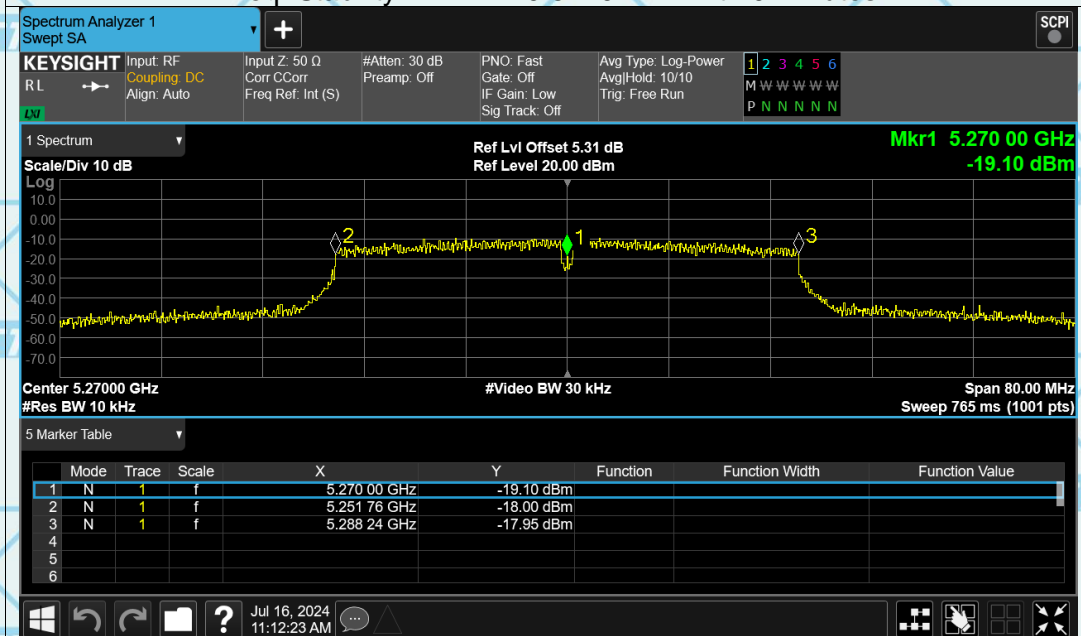 Spectrum Analyzer 1
Swept SA
+
SCPI
KEYSIGHT
RL
LXI
Input: RF
Coupling: DC
Align: Auto
Input Z: 50 Ω
Corr CCorr
Freq Ref: Int (S)
#Atten: 30 dB
Preamp: Off
PNO: Fast
Gate: Off
IF Gain: Low
Sig Track: Off
Avg Type: Log-Power
Avg|Hold: 10/10
Trig: Free Run
1 2 3 4 5 6
M W W W W W
P N N N N N
1 Spectrum
Scale/Div 10 dB
Ref Lvl Offset 5.31 dB
Ref Level 20.00 dBm
Mkr1 5.270 00 GHz
-19.10 dBm
Log
10.0
0.00
-10.0
-20.0
-30.0
-40.0
-50.0
-60.0
-70.0
2
1
3
Center 5.27000 GHz
#Video BW 30 kHz
Span 80.00 MHz
#Res BW 10 kHz
Sweep 765 ms (1001 pts)
5 Marker Table
Mode Trace Scale X Y Function Function Width Function Value
1 N 1 f 5.270 00 GHz -19.10 dBm
2 N 1 f 5.251 76 GHz -18.00 dBm
3 N 1 f 5.288 24 GHz -17.95 dBm
4
5
6
?
Jul 16, 2024
11:12:23 AM